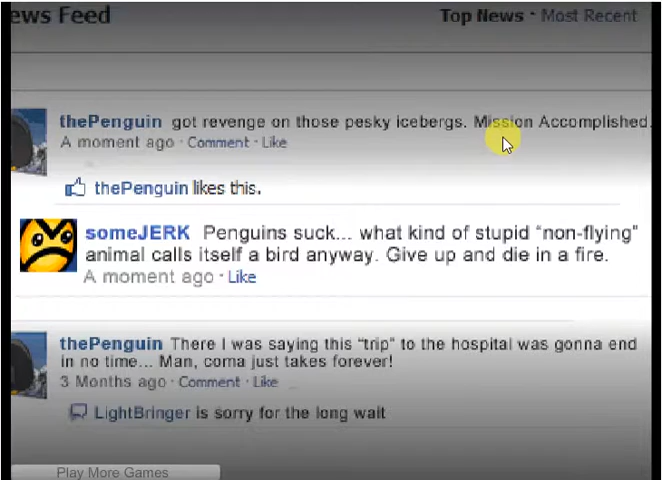 ews Feed
Top News · Most Recent
thePenguin got revenge on those pesky icebergs. Mission Accomplished.
A moment ago · Comment · Like
thePenguin likes this.
someJERK Penguins suck... what kind of stupid “non-flying”
animal calls itself a bird anyway. Give up and die in a fire.
A moment ago · Like
thePenguin There I was saying this “trip” to the hospital was gonna end
in no time... Man, coma just takes forever!
3 Months ago · Comment · Like
LightBringer is sorry for the long wait
Play More Games